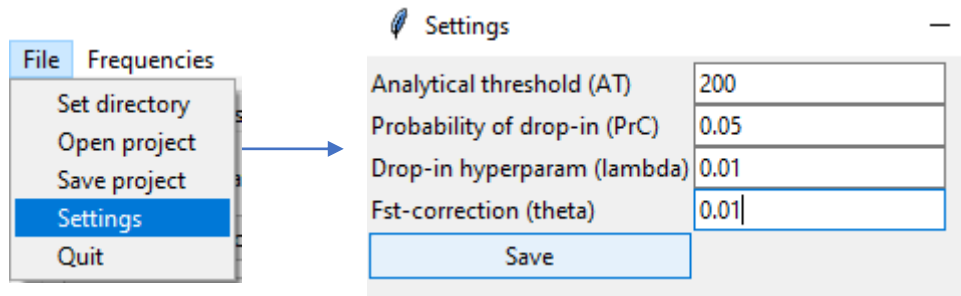 File Frequencies
Set directory
Open project
Save project
Settings
Quit
Settings
Analytical threshold (AT) 200
Probability of drop-in (PrC) 0.05
Drop-in hyperparam (lambda) 0.01
Fst-correction (theta) 0.01
Save